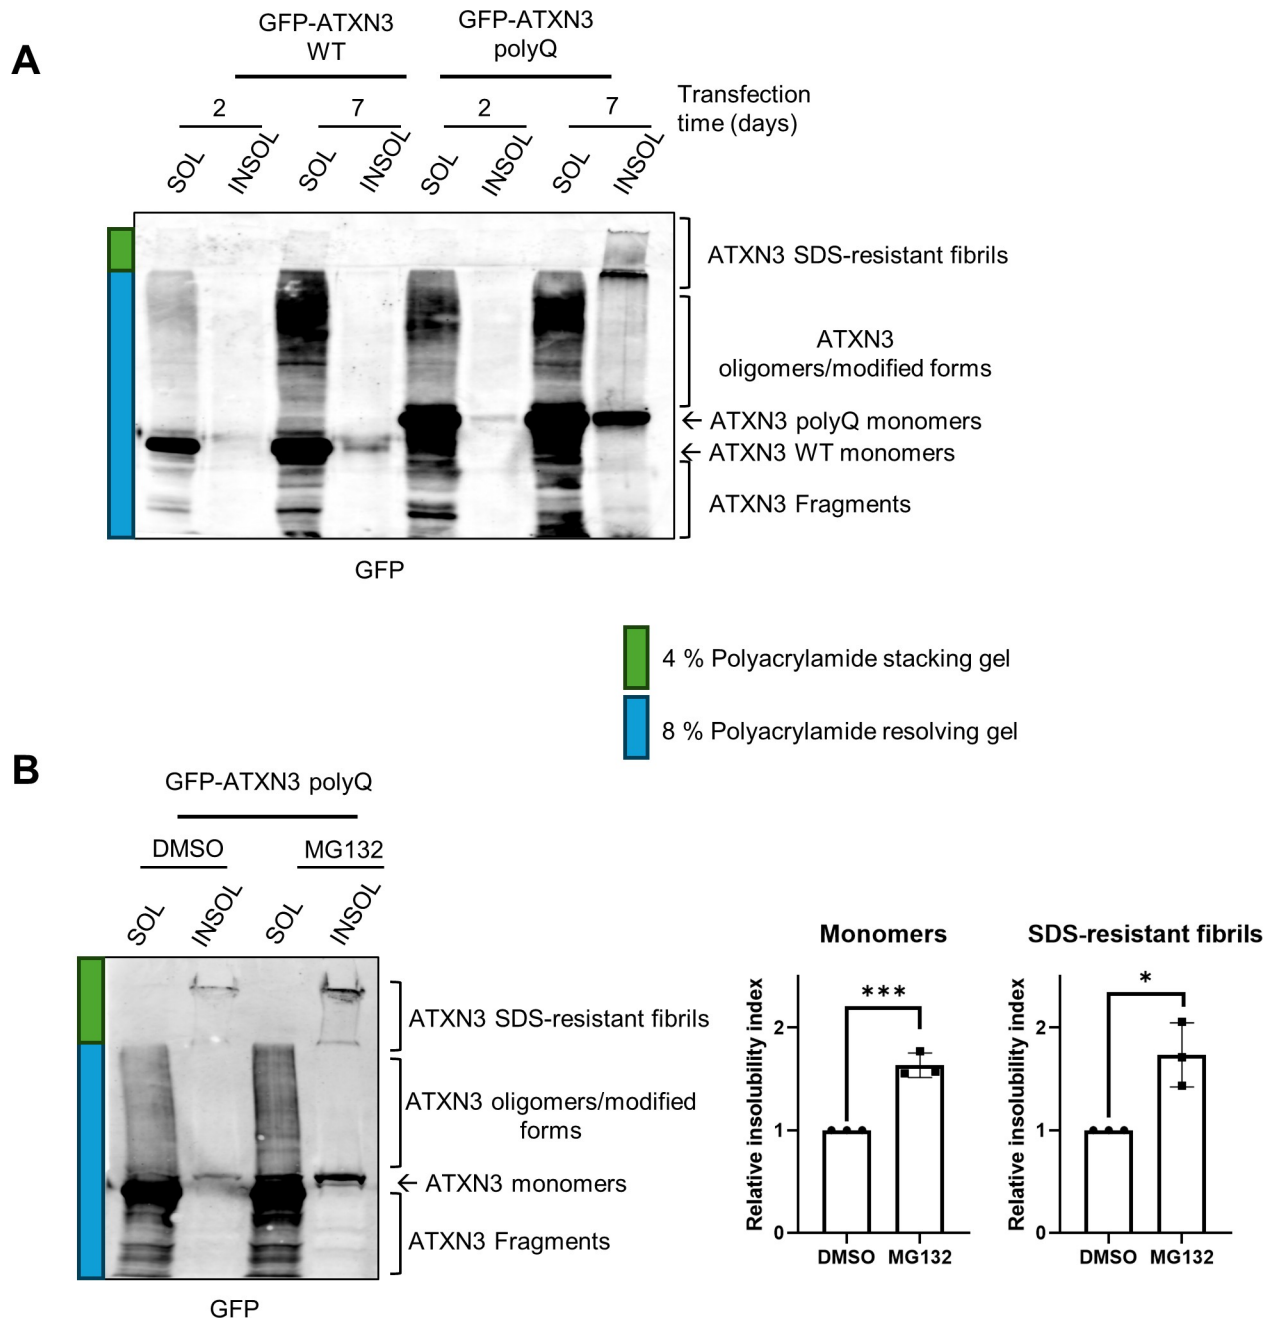 A
GFP-ATXN3
WT
GFP-ATXN3
polyQ
2
7
2
7
Transfection
time (days)
SOL
INSOL
SOL
INSOL
SOL
INSOL
SOL
INSOL
ATXN3 SDS-resistant fibrils
ATXN3
oligomers/modified forms
ATXN3 polyQ monomers
ATXN3 WT monomers
ATXN3 Fragments
GFP
4 % Polyacrylamide stacking gel
8 % Polyacrylamide resolving gel
B
GFP-ATXN3 polyQ
DMSO
MG132
SOL
INSOL
SOL
INSOL
ATXN3 SDS-resistant fibrils
ATXN3 oligomers/modified
forms
ATXN3 monomers
ATXN3 Fragments
GFP
Monomers
Relative insolubility index
2
1
0
***
DMSO
MG132
SDS-resistant fibrils
Relative insolubility index
2
1
0
*
DMSO
MG132